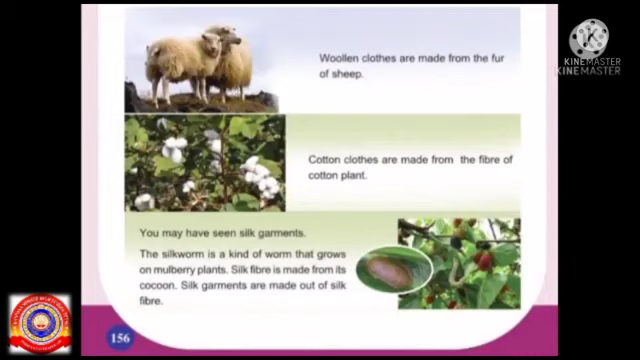 KINEMASTER
KINEMASTER
Woollen clothes are made from the fur
of sheep.
Cotton clothes are made from the fibre of
cotton plant.
You may have seen silk garments.
The silkworm is a kind of worm that grows
on mulberry plants. Silk fibre is made from its
cocoon. Silk garments are made out of silk
fibre.
156